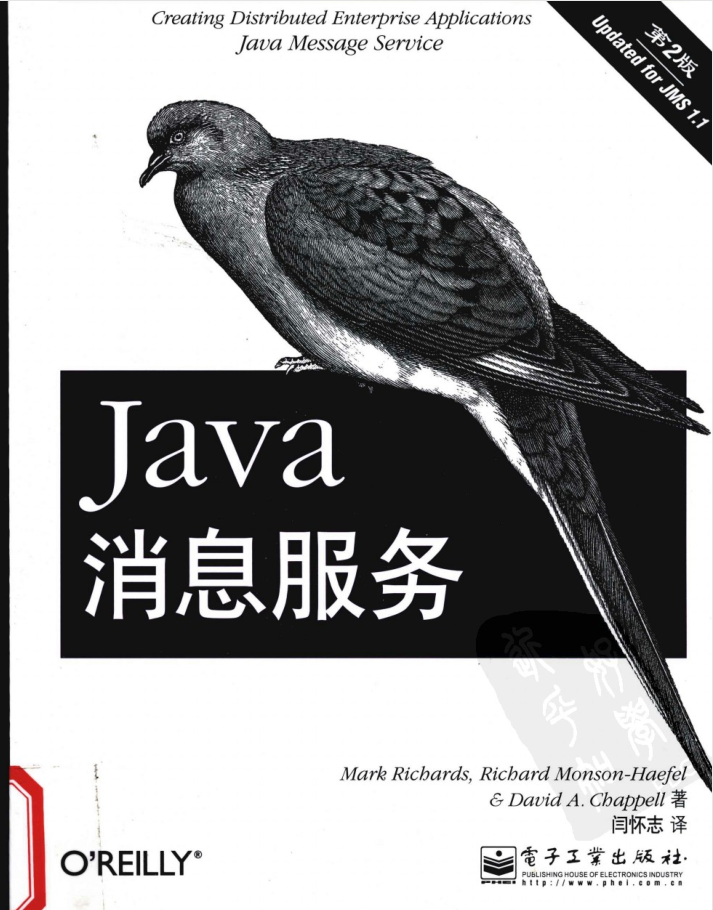 Creating Distributed Enterprise Applications
Java Message Service
第2版
Updated for JMS 1.1
Java
消息服务
Mark Richards, Richard Monson-Haefel
& David A. Chappell 著
闫怀志 译
O'REILLY®
電子工業出版社
PUBLISHING HOUSE OF ELECTRONICS INDUSTRY
http://www.phei.com.cn
PHEI